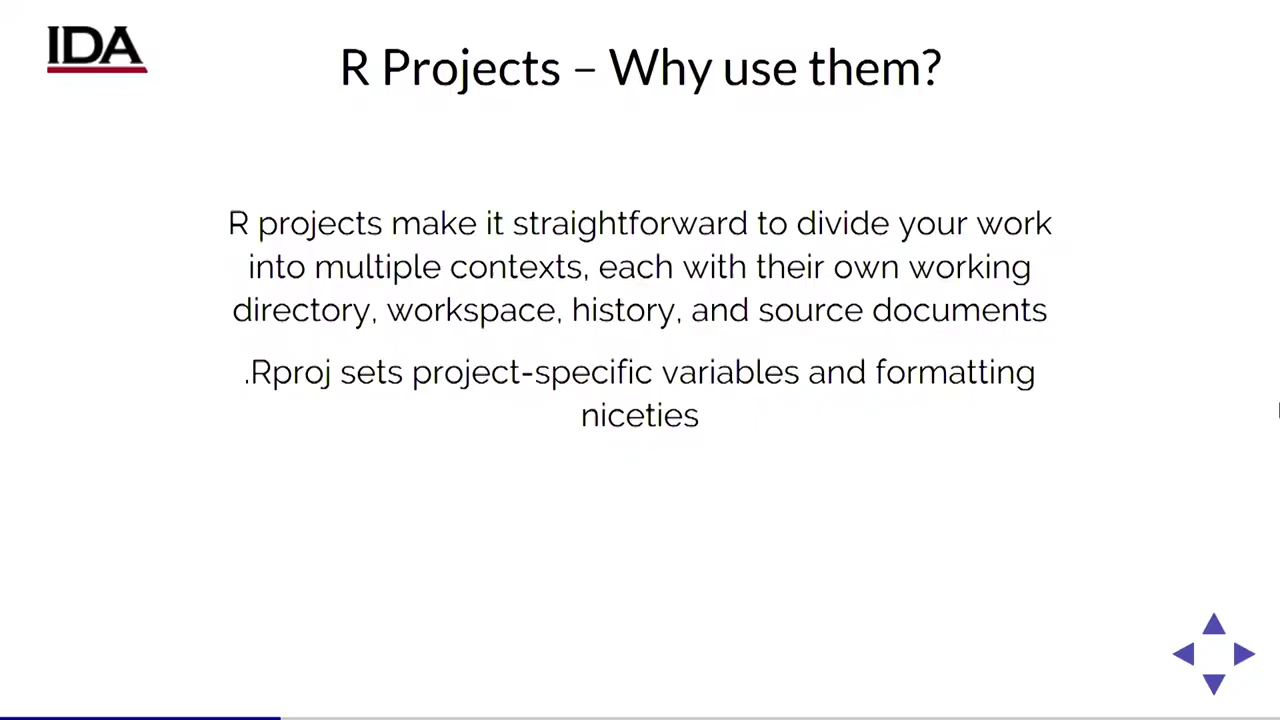 IDA
R Projects – Why use them?
R projects make it straightforward to divide your work
into multiple contexts, each with their own working
directory, workspace, history, and source documents
.Rproj sets project-specific variables and formatting
niceties